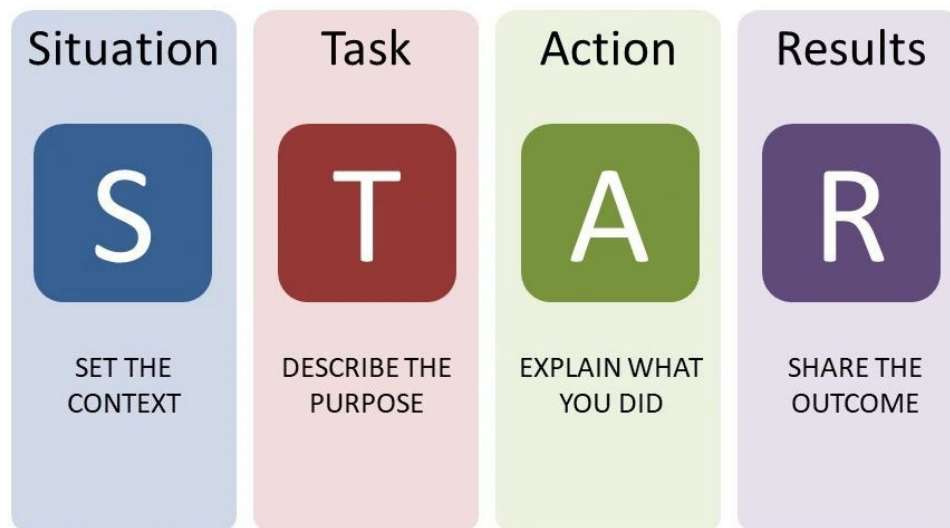 Situation
Task
Action
Results
S
T
A
R
SET THE
CONTEXT
DESCRIBE THE
PURPOSE
EXPLAIN WHAT
YOU DID
SHARE THE
OUTCOME